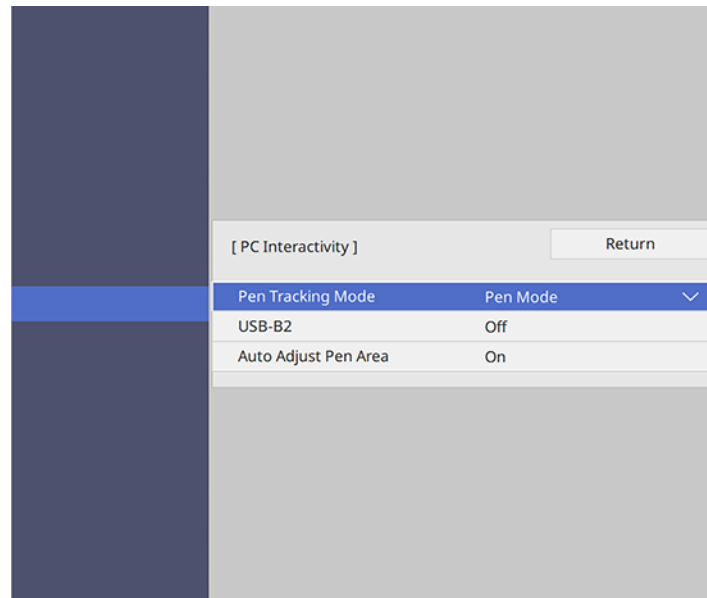 [ PC Interactivity ] Return
Pen Tracking Mode Pen Mode
USB-B2 Off
Auto Adjust Pen Area On